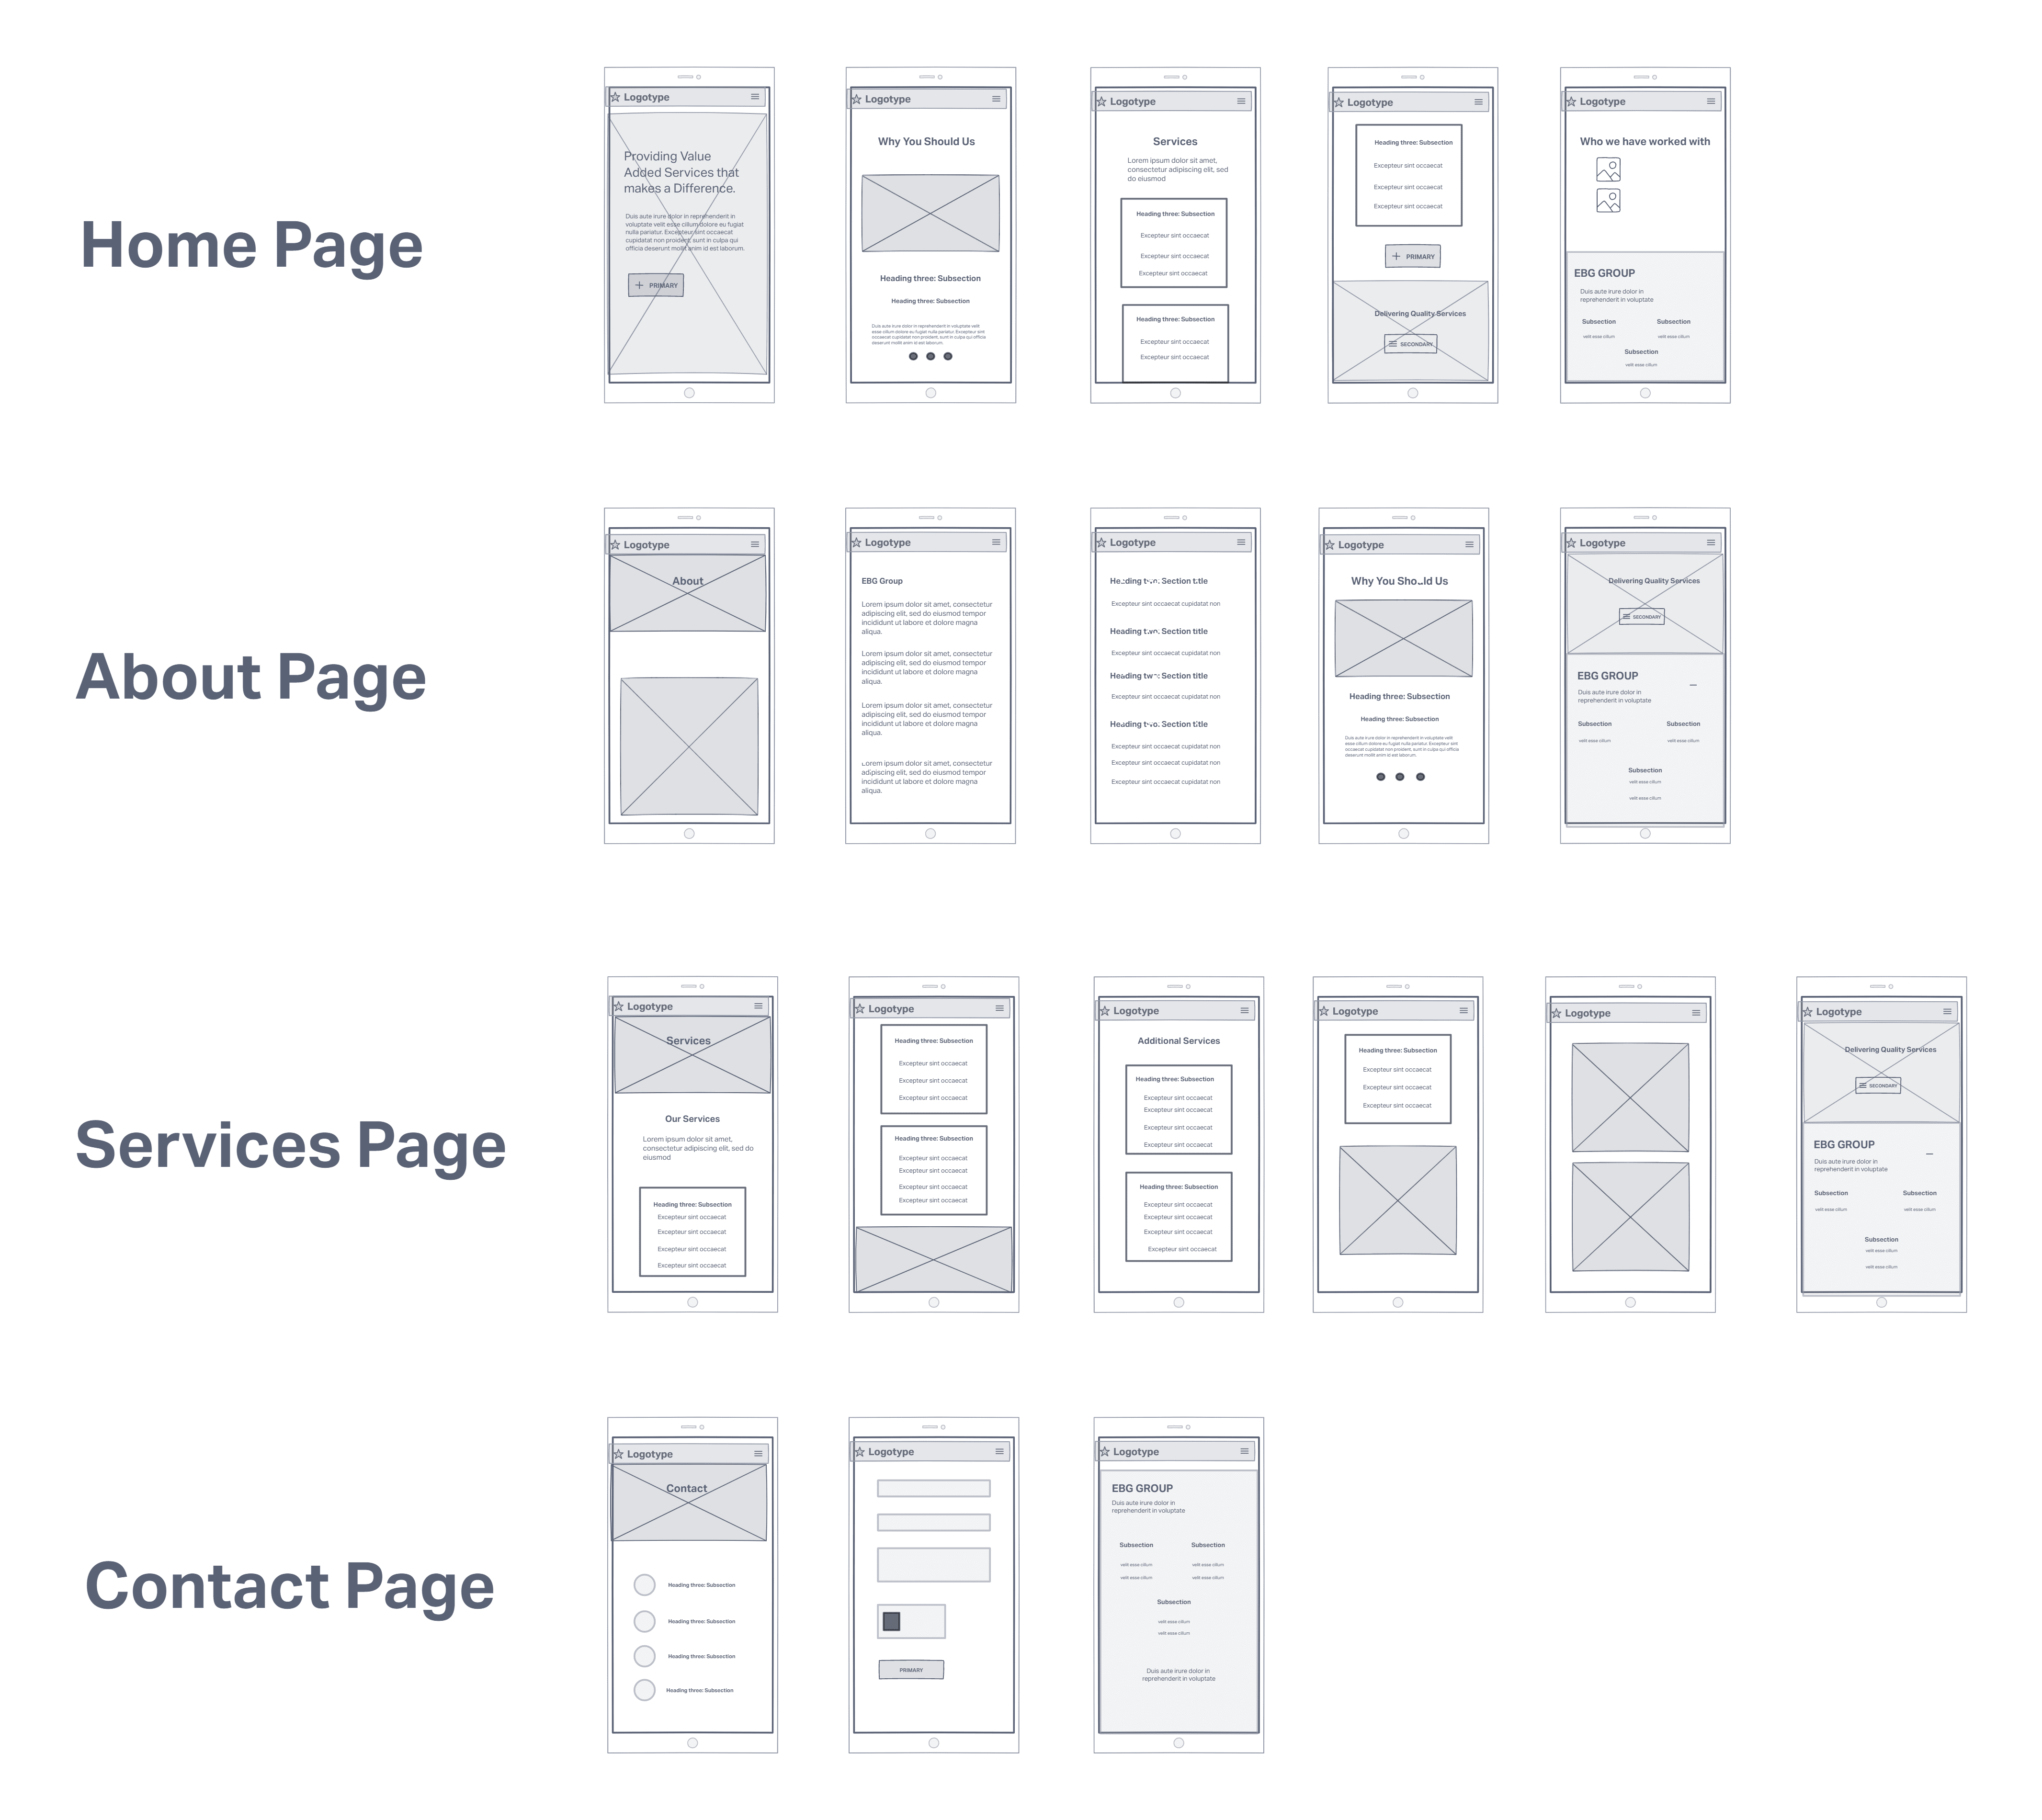 Home Page
Logotype
Providing Value
Added Services that
makes a Difference.
Duis aute irure dolor in reprehenderit in
voluptate velit esse cillum dolore eu fugiat
nulla pariatur. Excepteur sint occaecat
cupidatat non proident, sunt in culpa qui
officia deserunt mollit anim id est laborum.
PRIMARY
Logotype
Why You Should Us
Heading three: Subsection
Heading three: Subsection
Duis aute irure dolor in reprehenderit in voluptate velit
esse cillum dolore eu fugiat nulla pariatur. Excepteur sint
occaecat cupidatat non proident, sunt in culpa qui officia
deserunt mollit anim id est laborum.
Logotype
Services
Lorem ipsum dolor sit amet,
consectetur adipiscing elit, sed
do eiusmod
Heading three: Subsection
Excepteur sint occaecat
Excepteur sint occaecat
Excepteur sint occaecat
Heading three: Subsection
Excepteur sint occaecat
Excepteur sint occaecat
Logotype
Heading three: Subsection
Excepteur sint occaecat
Excepteur sint occaecat
Excepteur sint occaecat
PRIMARY
Delivering Quality Services
SECONDARY
Logotype
Who we have worked with
EBG GROUP
Duis aute irure dolor in
reprehenderit in voluptate
Subsection
Subsection
velit esse cillum
velit esse cillum
Subsection
velit esse cillum
About Page
Logotype
About
Logotype
EBG Group
Lorem ipsum dolor sit amet, consectetur
adipiscing elit, sed do eiusmod tempor
incididunt ut labore et dolore magna
aliqua.
Lorem ipsum dolor sit amet, consectetur
adipiscing elit, sed do eiusmod tempor
incididunt ut labore et dolore magna
aliqua.
Lorem ipsum dolor sit amet, consectetur
adipiscing elit, sed do eiusmod tempor
incididunt ut labore et dolore magna
aliqua.
Lorem ipsum dolor sit amet, consectetur
adipiscing elit, sed do eiusmod tempor
incididunt ut labore et dolore magna
aliqua.
Logotype
Heading two: Section title
Excepteur sint occaecat cupidatat non
Heading two: Section title
Excepteur sint occaecat cupidatat non
Heading two: Section title
Excepteur sint occaecat cupidatat non
Heading two: Section title
Excepteur sint occaecat cupidatat non
Excepteur sint occaecat cupidatat non
Excepteur sint occaecat cupidatat non
Logotype
Why You Should Us
Heading three: Subsection
Heading three: Subsection
Duis aute irure dolor in reprehenderit in voluptate velit
esse cillum dolore eu fugiat nulla pariatur. Excepteur sint
occaecat cupidatat non proident, sunt in culpa qui officia
deserunt mollit anim id est laborum.
Logotype
Delivering Quality Services
SECONDARY
EBG GROUP
Duis aute irure dolor in
reprehenderit in voluptate
Subsection
Subsection
velit esse cillum
velit esse cillum
Subsection
velit esse cillum
velit esse cillum
Services Page
Logotype
Services
Our Services
Lorem ipsum dolor sit amet,
consectetur adipiscing elit, sed do
eiusmod
Heading three: Subsection
Excepteur sint occaecat
Excepteur sint occaecat
Excepteur sint occaecat
Excepteur sint occaecat
Logotype
Heading three: Subsection
Excepteur sint occaecat
Excepteur sint occaecat
Excepteur sint occaecat
Heading three: Subsection
Excepteur sint occaecat
Excepteur sint occaecat
Excepteur sint occaecat
Excepteur sint occaecat
Logotype
Additional Services
Heading three: Subsection
Excepteur sint occaecat
Excepteur sint occaecat
Excepteur sint occaecat
Excepteur sint occaecat
Heading three: Subsection
Excepteur sint occaecat
Excepteur sint occaecat
Excepteur sint occaecat
Excepteur sint occaecat
Logotype
Heading three: Subsection
Excepteur sint occaecat
Excepteur sint occaecat
Excepteur sint occaecat
Logotype
Logotype
Delivering Quality Services
SECONDARY
EBG GROUP
Duis aute irure dolor in
reprehenderit in voluptate
Subsection
Subsection
velit esse cillum
velit esse cillum
Subsection
velit esse cillum
velit esse cillum
Contact Page
Logotype
Contact
Heading three: Subsection
Heading three: Subsection
Heading three: Subsection
Heading three: Subsection
Logotype
PRIMARY
Logotype
EBG GROUP
Duis aute irure dolor in
reprehenderit in voluptate
Subsection
Subsection
velit esse cillum
velit esse cillum
velit esse cillum
velit esse cillum
Subsection
velit esse cillum
velit esse cillum
Duis aute irure dolor in
reprehenderit in voluptate